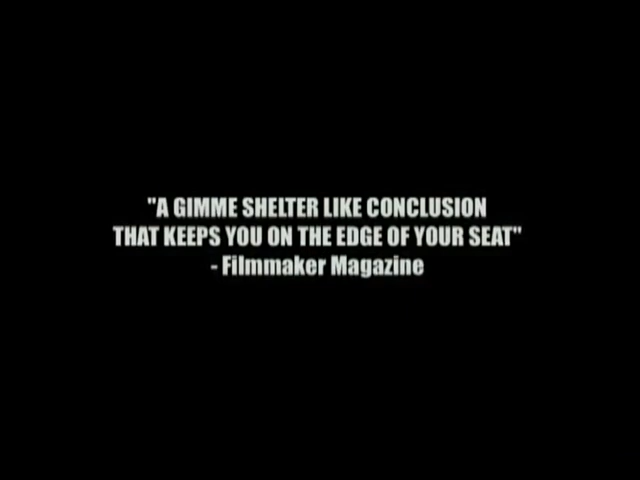 "A GIMME SHELTER LIKE CONCLUSION
THAT KEEPS YOU ON THE EDGE OF YOUR SEAT"
- Filmmaker Magazine